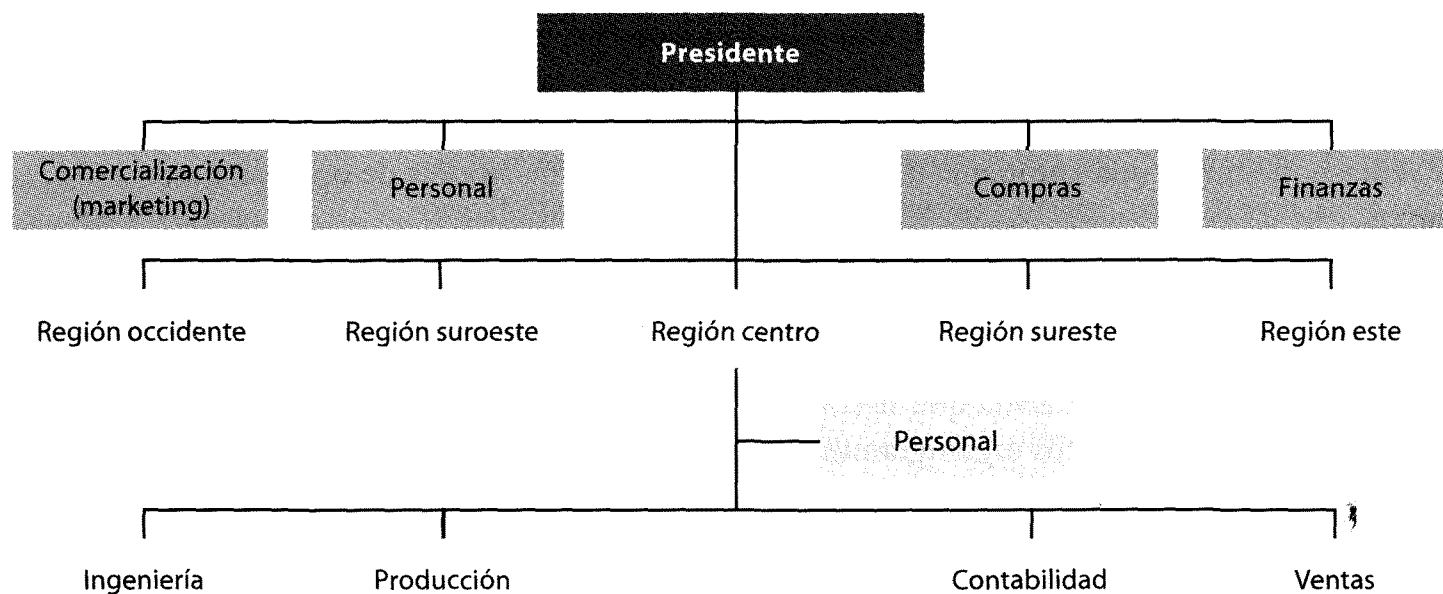 Presidente
Comercialización
(marketing)
Personal
Compras
Finanzas
Región occidente
Región suroeste
Región centro
Región sureste
Región este
Personal
Ingeniería
Producción
Contabilidad
Ventas